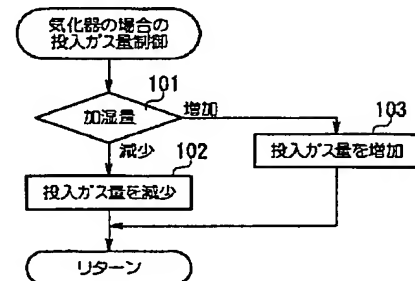 気化器の場合の
投入ガス量制御
101
加湿量
増加
103
減少
102
投入ガス量を増加
投入ガス量を減少
リターン